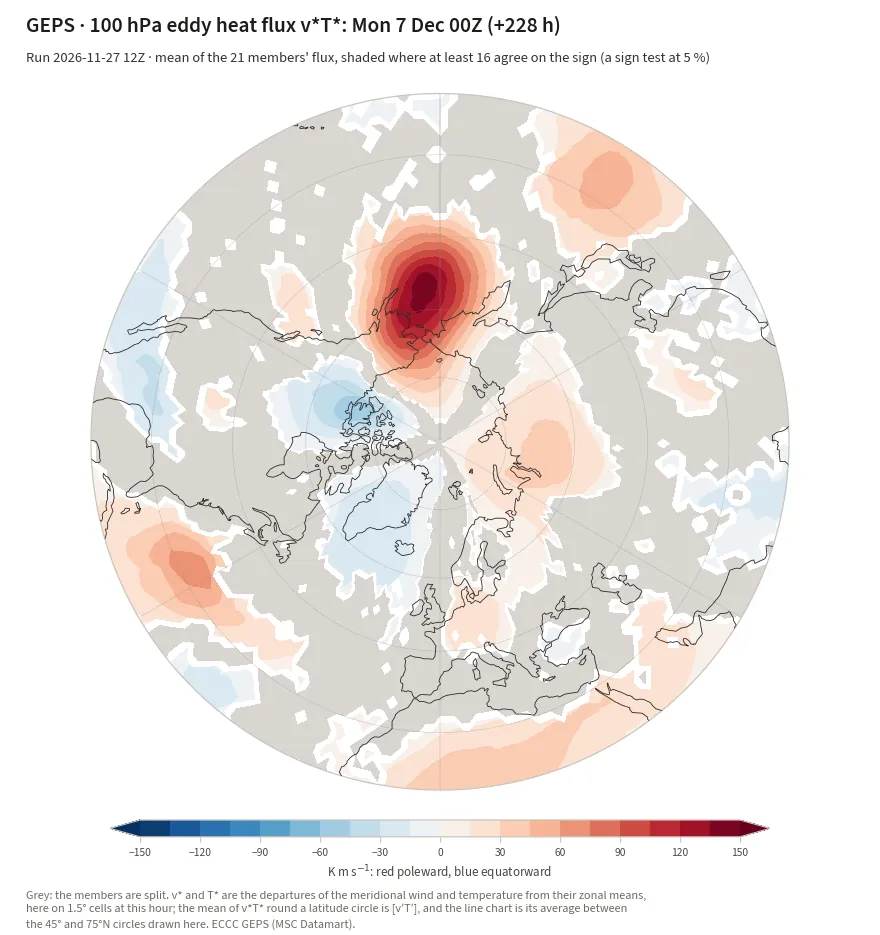 GEPS · 100 hPa eddy heat flux v*T*: Mon 7 Dec 00Z (+228 h)
Run 2026-11-27 12Z · mean of the 21 members' flux, shaded where at least 16 agree on the sign (a sign test at 5 %)
−150 −120 −90 −60 −30 0 30 60 90 120 150
K m s⁻¹: red poleward, blue equatorward
Grey: the members are split. v* and T* are the departures of the meridional wind and temperature from their zonal means,
here on 1.5° cells at this hour; the mean of v*T* round a latitude circle is [v'T'], and the line chart is its average between
the 45° and 75°N circles drawn here. ECCC GEPS (MSC Datamart).